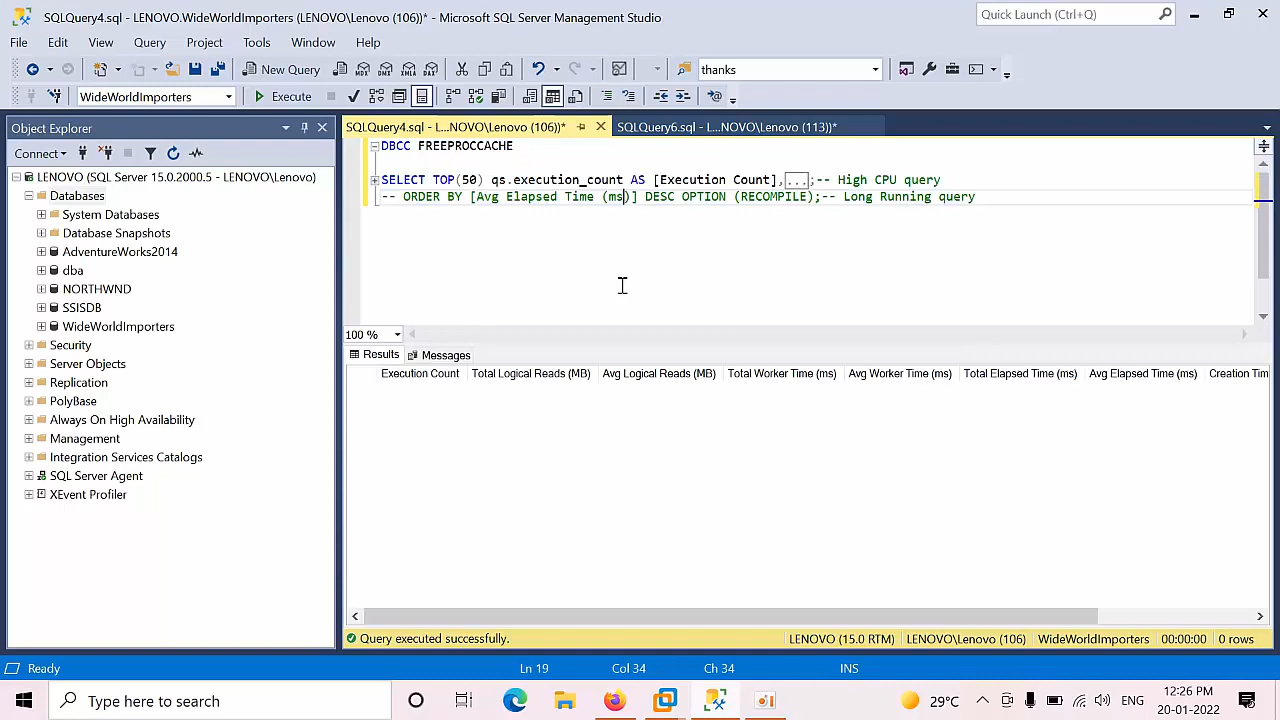 SQLQuery4.sql - LENOVO.WideWorldImporters (LENOVO\Lenovo (106))* - Microsoft SQL Server Management Studio
Quick Launch (Ctrl+Q)
File Edit View Query Project Tools Window Help
New Query
MDX DMX XMLA DAX
thanks
WideWorldImporters
Execute
Object Explorer
SQLQuery4.sql - L...NOVO\Lenovo (106))*
SQLQuery6.sql - L...NOVO\Lenovo (113))*
Connect
LENOVO (SQL Server 15.0.2000.5 - LENOVO\Lenovo)
Databases
System Databases
Database Snapshots
AdventureWorks2014
dba
NORTHWND
SSISDB
WideWorldImporters
Security
Server Objects
Replication
PolyBase
Always On High Availability
Management
Integration Services Catalogs
SQL Server Agent
XEvent Profiler
DBCC FREEPROCCACHE
SELECT TOP(50) qs.execution_count AS [Execution Count],...;-- High CPU query
-- ORDER BY [Avg Elapsed Time (ms)] DESC OPTION (RECOMPILE);-- Long Running query
100 %
Results Messages
Execution Count Total Logical Reads (MB) Avg Logical Reads (MB) Total Worker Time (ms) Avg Worker Time (ms) Total Elapsed Time (ms) Avg Elapsed Time (ms) Creation Tim
Query executed successfully.
LENOVO (15.0 RTM) LENOVO\Lenovo (106) WideWorldImporters 00:00:00 0 rows
Ready Ln 19 Col 34 Ch 34 INS
Type here to search
29°C
ENG
12:26 PM
20-01-2022